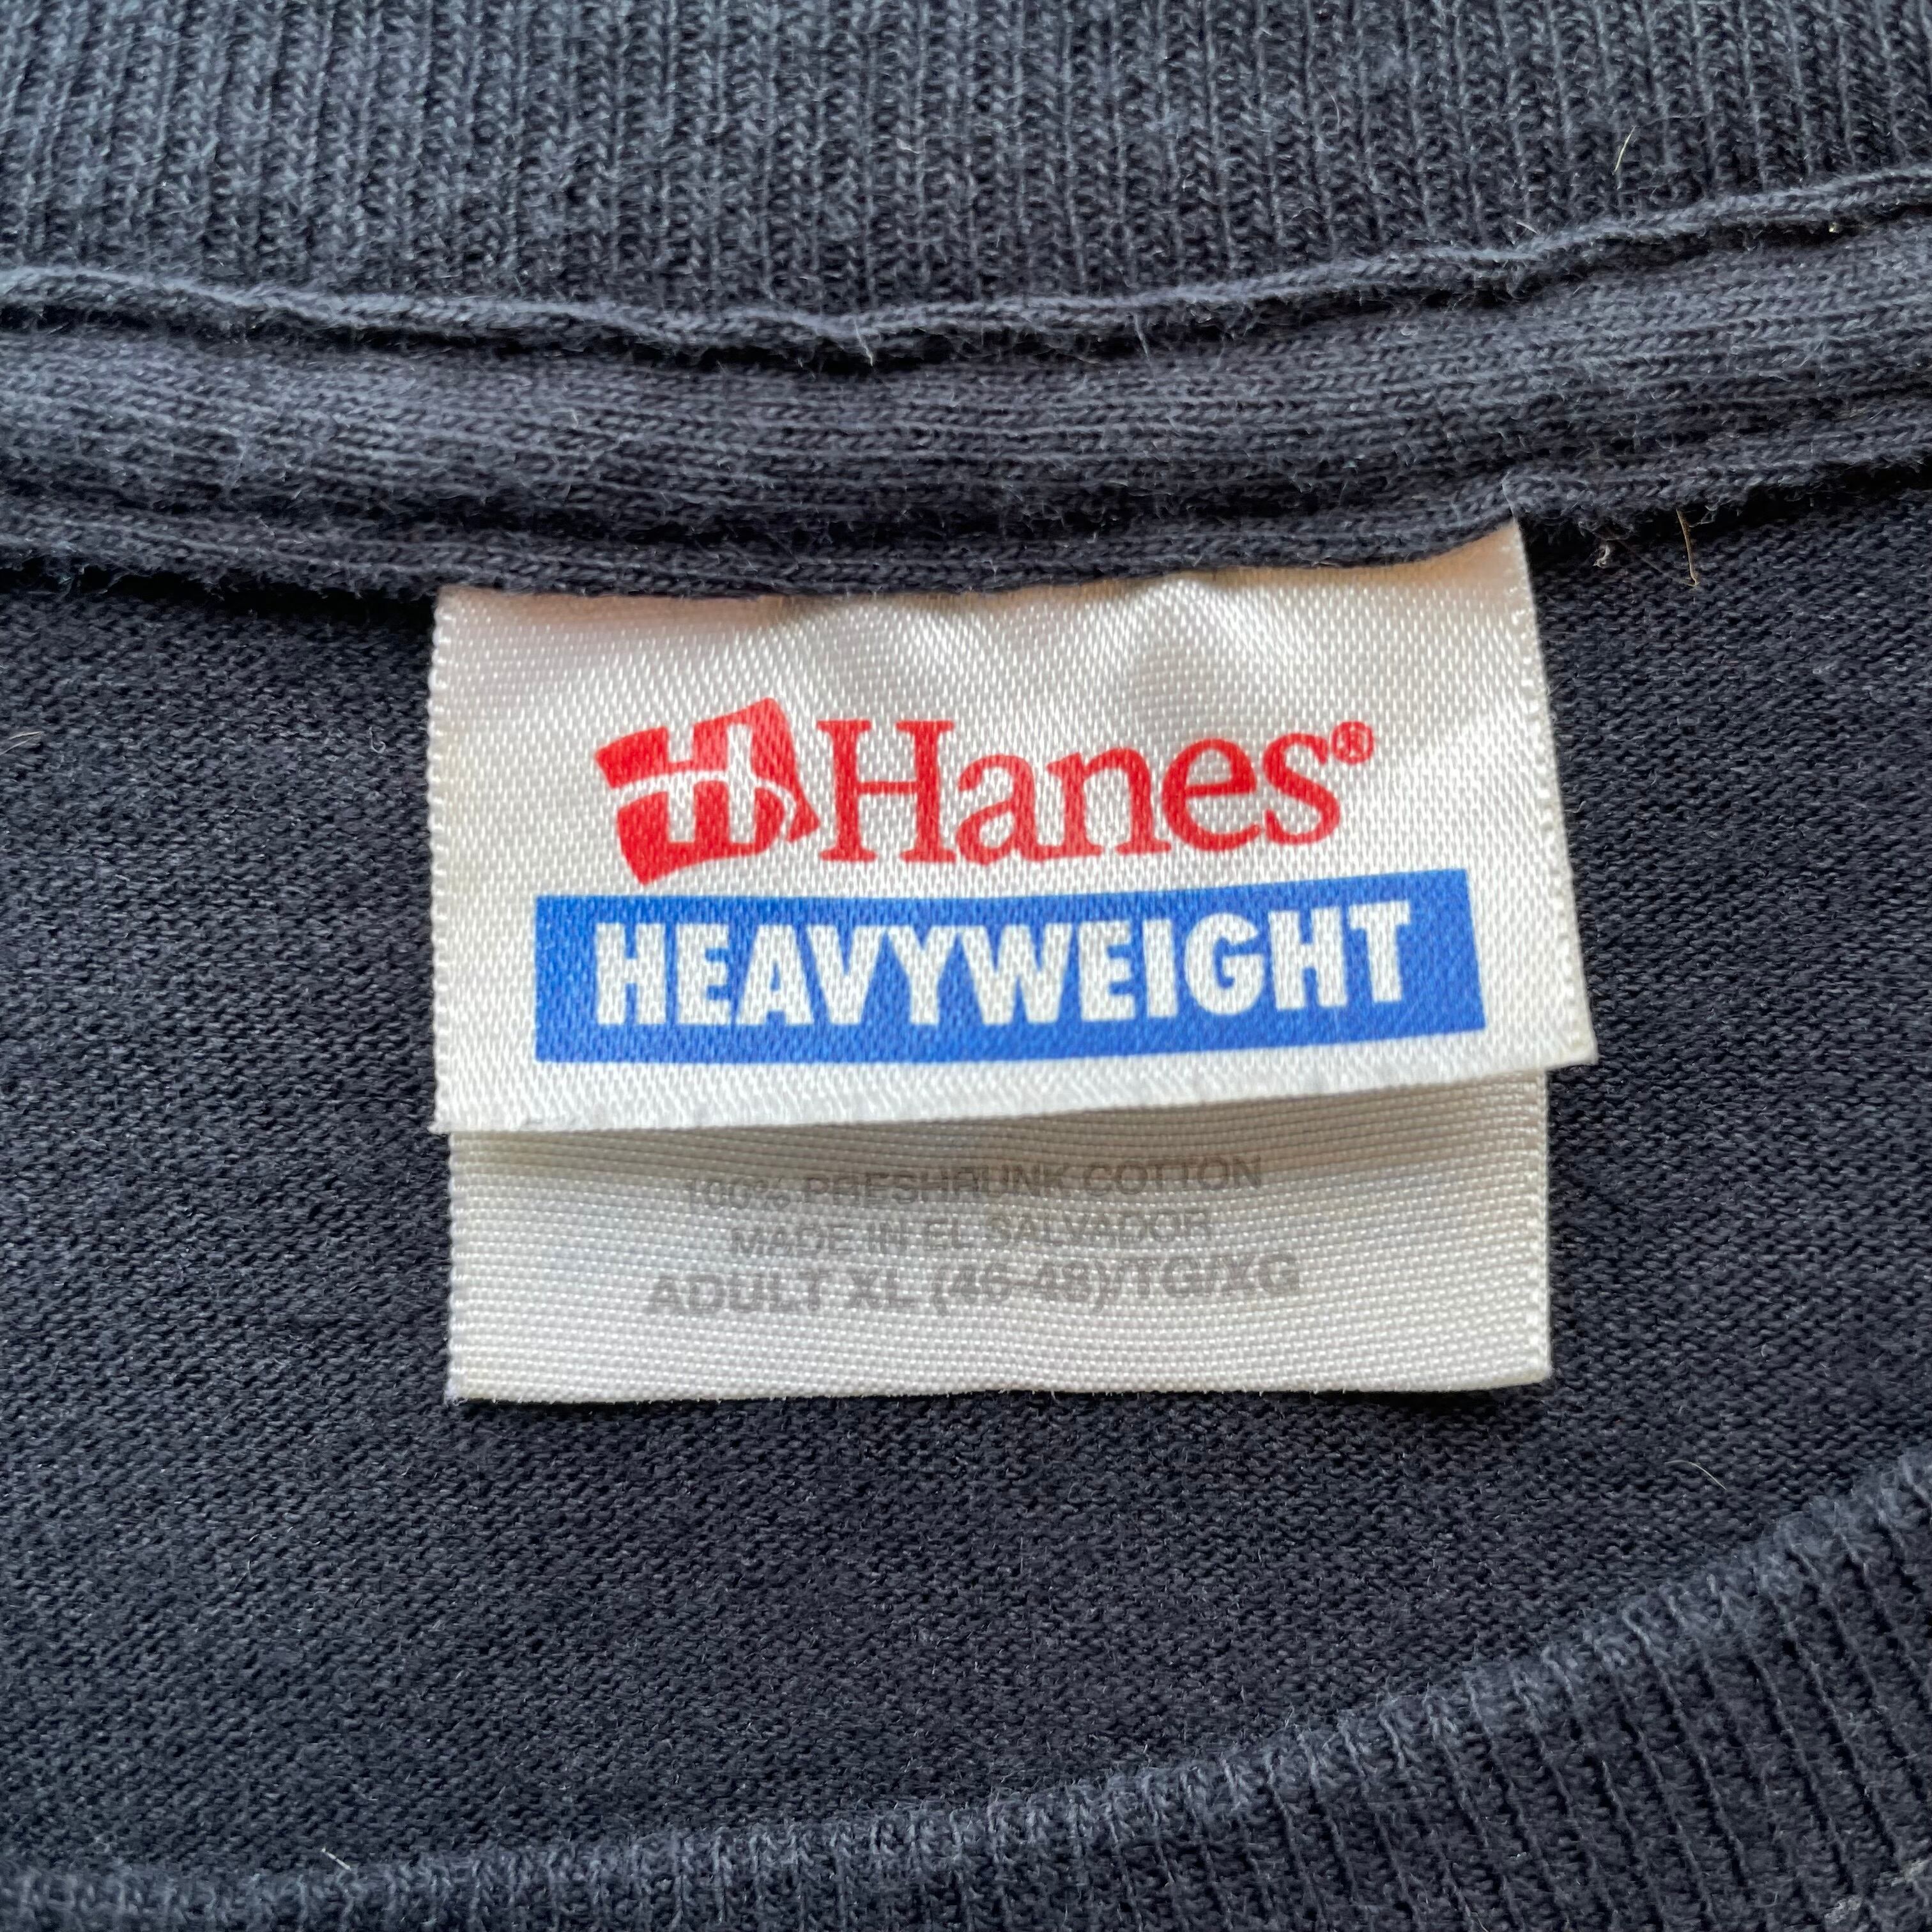 H Hanes®
HEAVYWEIGHT
100% PRESHRUNK COTTON
MADE IN EL SALVADOR
ADULT XL (46-48)/TG/XG